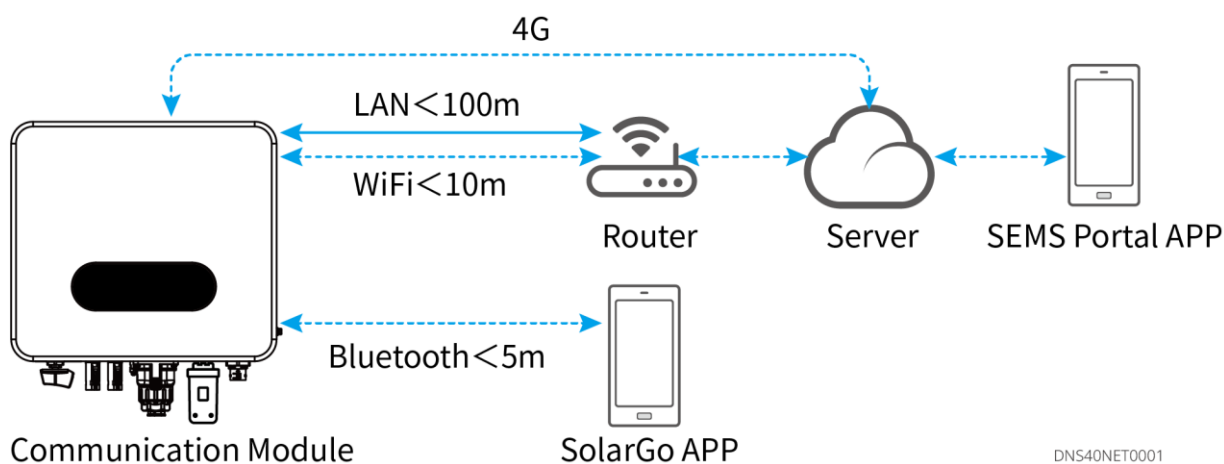 4G
LAN＜100m
WiFi＜10m
Router
Server
SEMS Portal APP
Bluetooth＜5m
Communication Module
SolarGo APP
DNS40NET0001